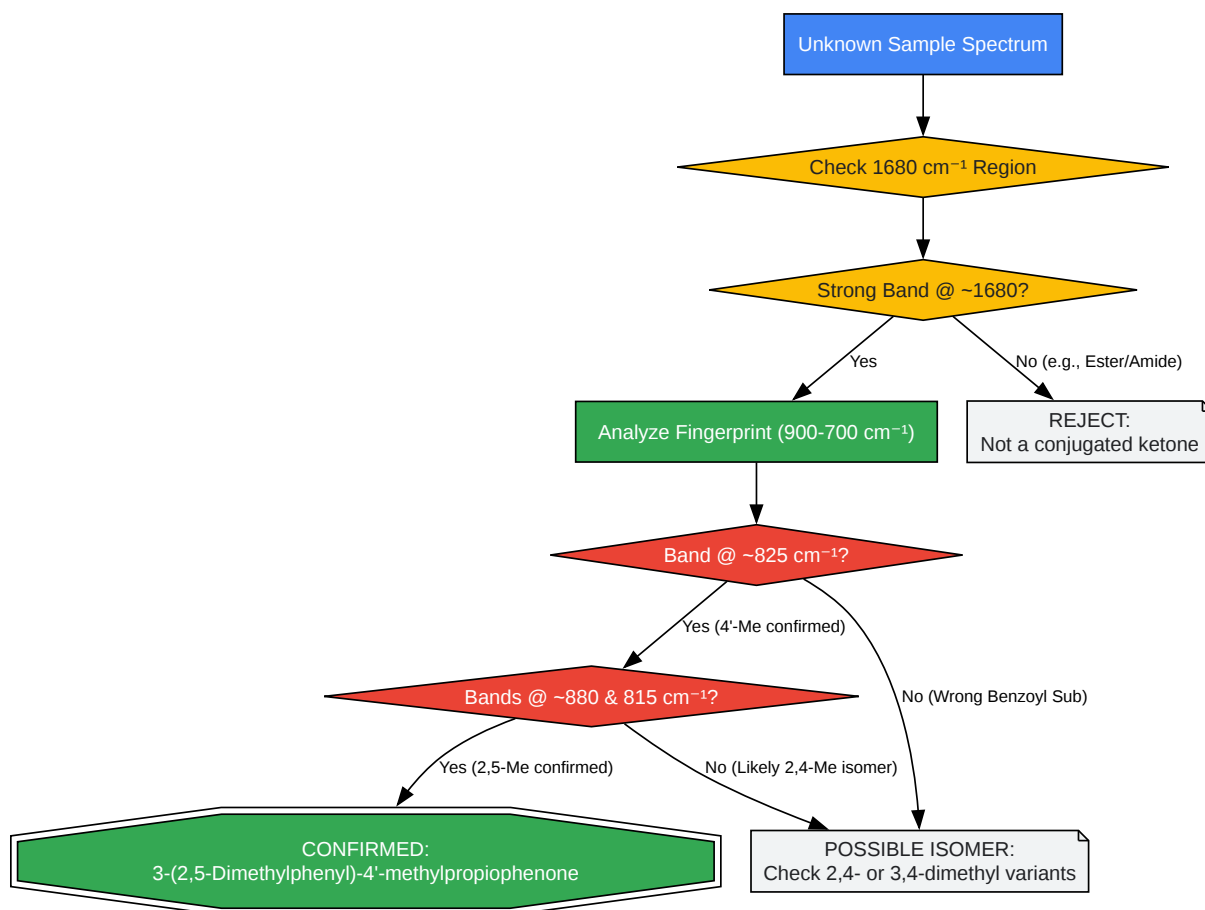 Unknown Sample Spectrum
Check 1680 cm⁻¹ Region
Strong Band @ ~1680?
Yes
No (e.g., Ester/Amide)
Analyze Fingerprint (900-700 cm⁻¹)
REJECT:
Not a conjugated ketone
Band @ ~825 cm⁻¹?
Yes (4'-Me confirmed)
Bands @ ~880 & 815 cm⁻¹?
No (Wrong Benzoyl Sub)
Yes (2,5-Me confirmed)
No (Likely 2,4-Me isomer)
CONFIRMED:
3-(2,5-Dimethylphenyl)-4'-methylpropiophenone
POSSIBLE ISOMER:
Check 2,4- or 3,4-dimethyl variants